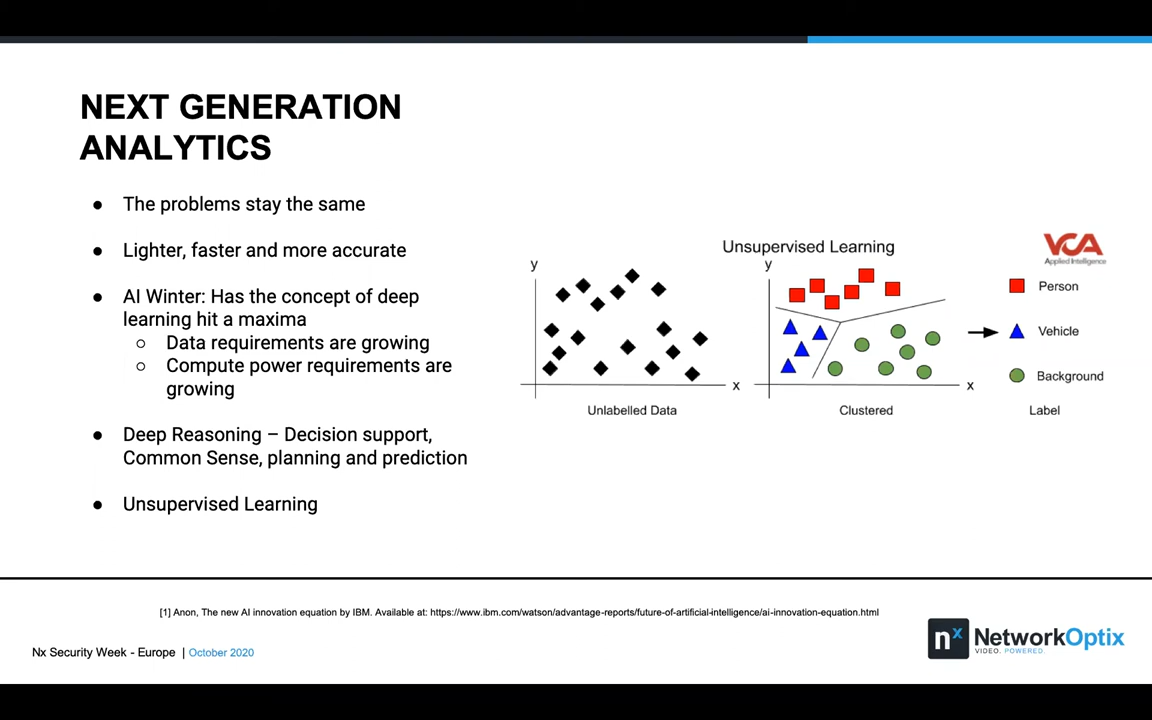 NEXT GENERATION
ANALYTICS
● The problems stay the same
● Lighter, faster and more accurate
● AI Winter: Has the concept of deep
learning hit a maxima
○ Data requirements are growing
○ Compute power requirements are
growing
● Deep Reasoning – Decision support,
Common Sense, planning and prediction
● Unsupervised Learning
Unsupervised Learning
y
x
Unlabelled Data
y
x
Clustered
VCA
Applied Intelligence
Person
Vehicle
Background
Label
[1] Anon, The new AI innovation equation by IBM. Available at: https://www.ibm.com/watson/advantage-reports/future-of-artificial-intelligence/ai-innovation-equation.html
Nx Security Week - Europe | October 2020
nx NetworkOptix
VIDEO. POWERED.